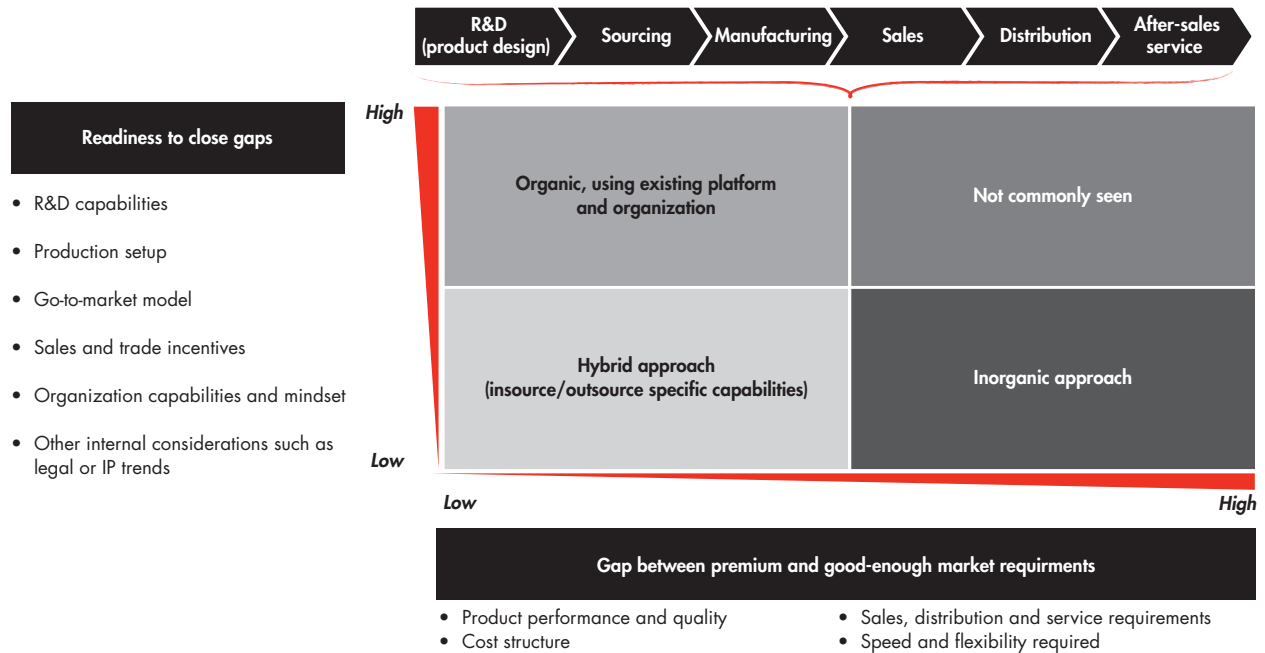 R&D
(product design)
Sourcing
Manufacturing
Sales
Distribution
After-sales
service
Readiness to close gaps
• R&D capabilities
• Production setup
• Go-to-market model
• Sales and trade incentives
• Organization capabilities and mindset
• Other internal considerations such as
legal or IP trends
High
Organic, using existing platform
and organization
Not commonly seen
Hybrid approach
(insource/outsource specific capabilities)
Inorganic approach
Low
Low
High
Gap between premium and good-enough market requirments
• Product performance and quality
• Cost structure
• Sales, distribution and service requirements
• Speed and flexibility required